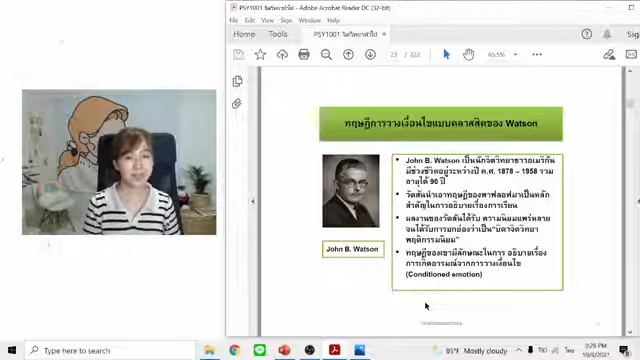 PSY1001 จิตวิทยาทั่วไป.pdf - Adobe Acrobat Reader DC (32-bit)
File Edit View Sign Window Help
Home Tools PSY1001 จิตวิทยาทั่วไป... × Sign
23 / 222 65.5%
ทฤษฎีการวางเงื่อนไขแบบคลาสสิคของ Watson
• John B. Watson เป็นนักจิตวิทยาชาวอเมริกัน
มีช่วงชีวิตอยู่ระหว่างปี ค.ศ. 1878 – 1958 รวม
อายุได้ 90 ปี
• วัตสันนำเอาทฤษฎีของพาฟลอฟมาเป็นหลัก
สำคัญในการอธิบายเรื่องการเรียน
• ผลงานของวัตสันได้รับ ความนิยมแพร่หลาย
จนได้รับการยกย่องว่าเป็น "บิดาจิตวิทยา
พฤติกรรมนิยม"
• ทฤษฎีของเขามีลักษณะในการ อธิบายเรื่อง
การเกิดอารมณ์จากการวางเงื่อนไข
(Conditioned emotion)
John B. Watson
Type here to search
85°F Mostly cloudy
9:26 PM
10/8/2021